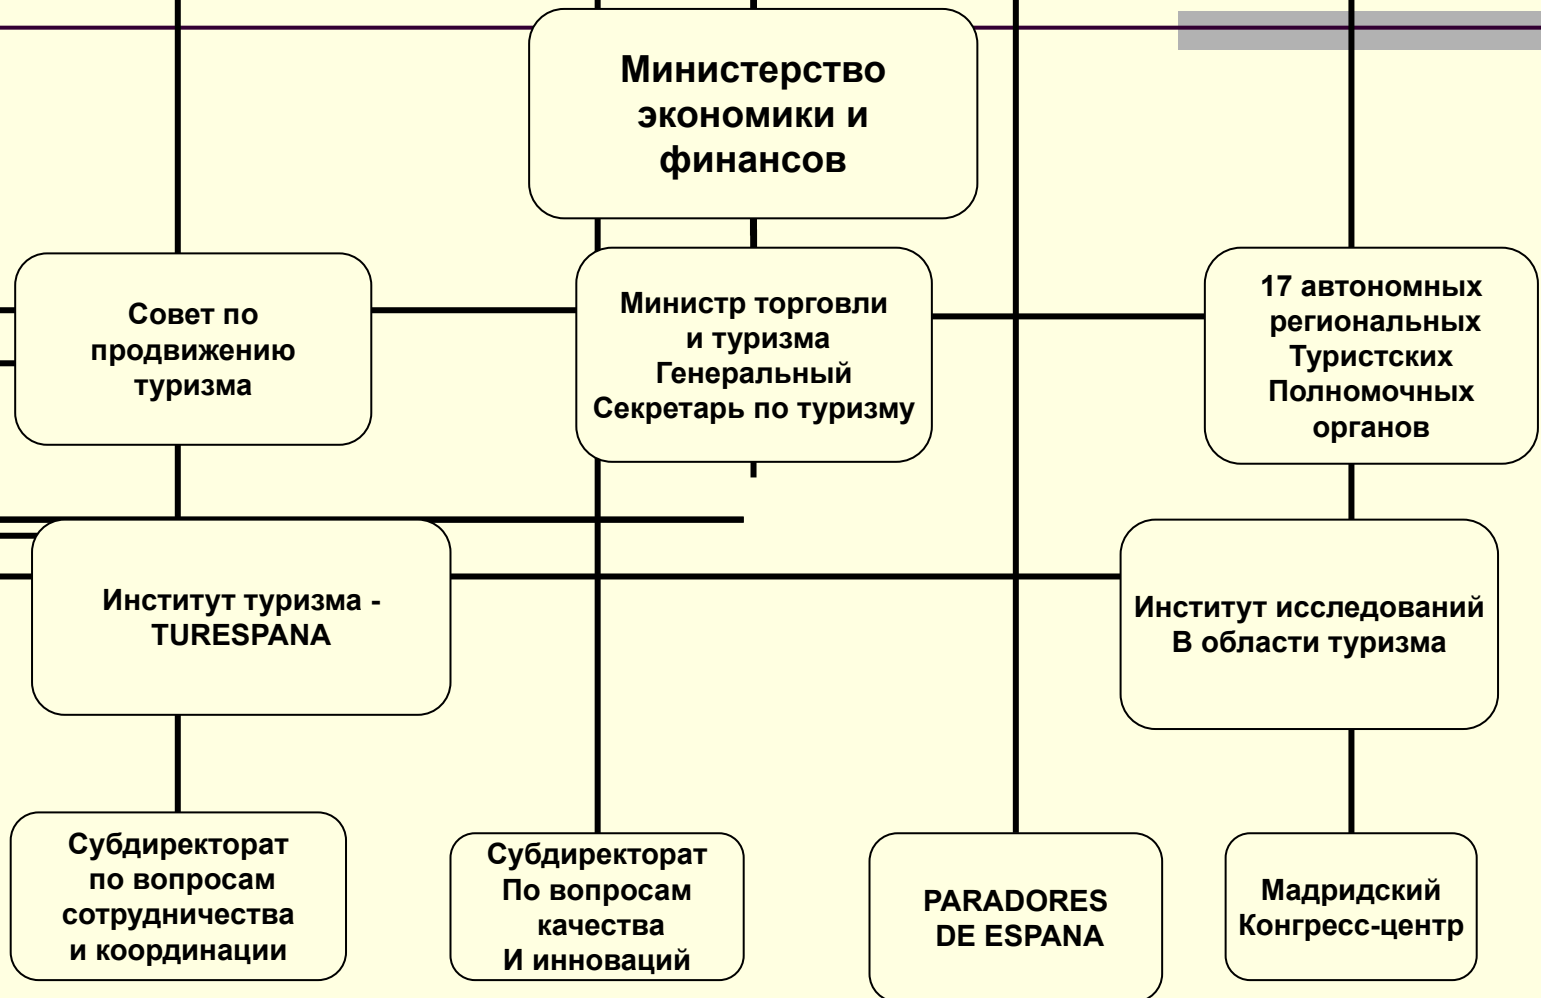 Министерство
экономики и
финансов
Совет по
продвижению
туризма
Министр торговли
и туризма
Генеральный
Секретарь по туризму
17 автономных
региональных
Туристских
Полномочных
органов
Институт туризма -
TURESPANA
Институт исследований
В области туризма
Субдиректорат
по вопросам
сотрудничества
и координации
Субдиректорат
По вопросам
качества
И инноваций
PARADORES
DE ESPANA
Мадридский
Конгресс-центр